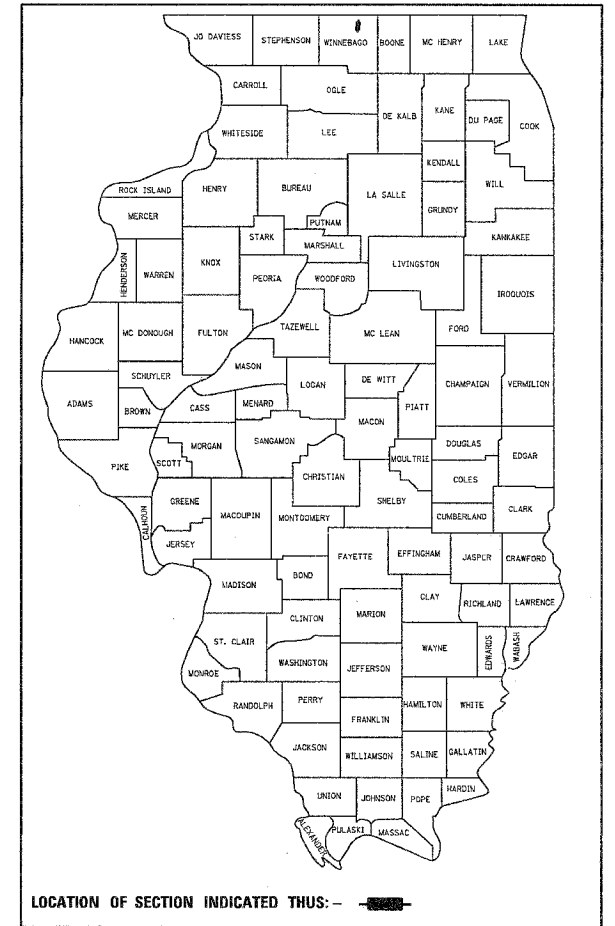 JO DAVIESS STEPHENSON WINNEBAGO BOONE MC HENRY LAKE
CARROLL OGLE DE KALB KANE DU PAGE COOK
WHITESIDE LEE KENDALL
ROCK ISLAND HENRY BUREAU LA SALLE GRUNDY WILL
MERCER STARK PUTNAM KANKAKEE
HENDERSON WARREN KNOX MARSHALL LIVINGSTON
PEORIA WOODFORD IROQUOIS
HANCOCK MC DONOUGH FULTON TAZEWELL MC LEAN FORD
SCHUYLER MASON LOGAN DE WITT CHAMPAIGN VERMILION
ADAMS BROWN CASS MENARD MACON PIATT
PIKE SCOTT MORGAN SANGAMON MOULTRIE DOUGLAS EDGAR
CHRISTIAN COLES
CALHOUN GREENE MACOUPIN MONTGOMERY SHELBY CUMBERLAND CLARK
JERSEY FAYETTE EFFINGHAM JASPER CRAWFORD
MADISON BOND CLAY RICHLAND LAWRENCE
CLINTON MARION
ST. CLAIR WAYNE EDWARDS WABASH
MONROE WASHINGTON JEFFERSON
RANDOLPH PERRY FRANKLIN HAMILTON WHITE
JACKSON WILLIAMSON SALINE GALLATIN
UNION JOHNSON POPE HARDIN
ALEXANDER PULASKI MASSAC
LOCATION OF SECTION INDICATED THUS: -